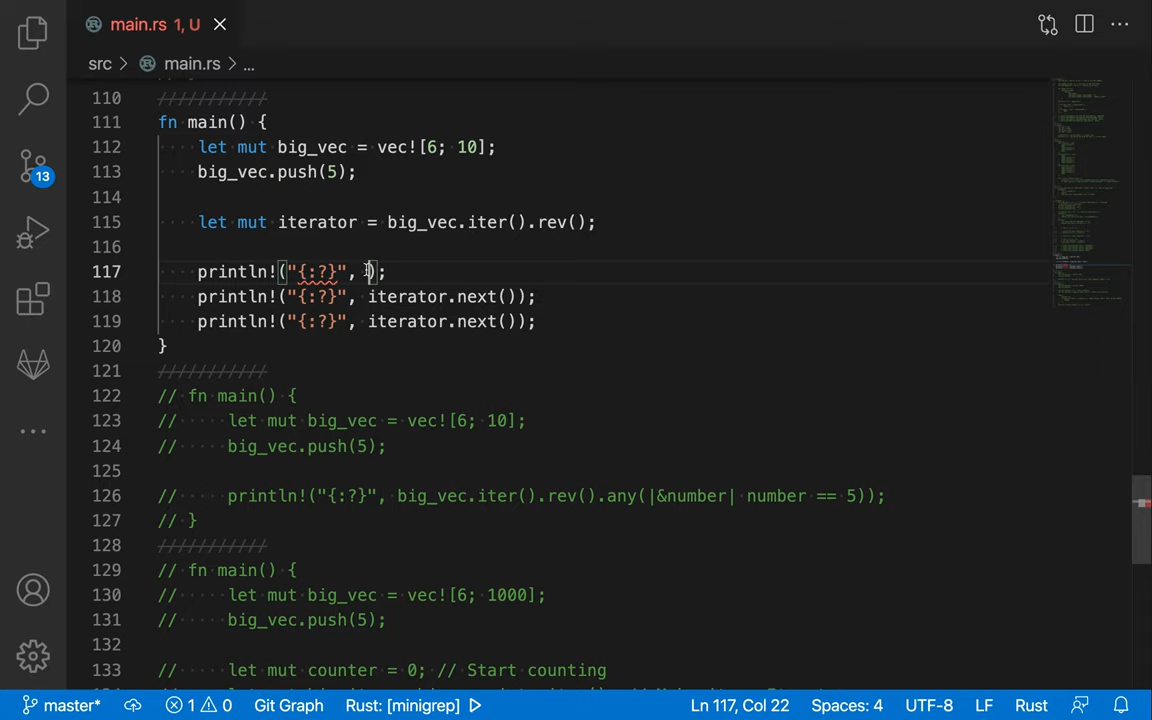 main.rs 1, U
src > main.rs > ...
110 ///////////
111 fn main() {
112 let mut big_vec = vec![6; 10];
113 big_vec.push(5);
114
115 let mut iterator = big_vec.iter().rev();
116
117 println!("{:?}", );
118 println!("{:?}", iterator.next());
119 println!("{:?}", iterator.next());
120 }
121 ///////////
122 // fn main() {
123 // let mut big_vec = vec![6; 10];
124 // big_vec.push(5);
125
126 // println!("{:?}", big_vec.iter().rev().any(|&number| number == 5));
127 // }
128 ///////////
129 // fn main() {
130 // let mut big_vec = vec![6; 1000];
131 // big_vec.push(5);
132
133 // let mut counter = 0; // Start counting
13
master* 1 0 Git Graph Rust: [minigrep] Ln 117, Col 22 Spaces: 4 UTF-8 LF Rust